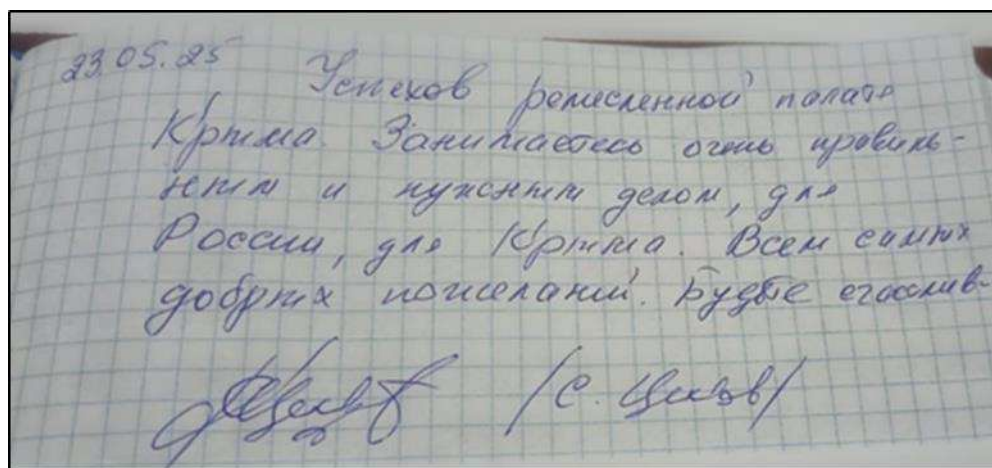 23.05.25 Успехов ремесленной палате
Крыма. Занимаетесь очень правиль-
ным и нужным делом, для
России, для Крыма. Всем самых
добрых пожеланий. Будьте счастлив-
/С. Цеков/